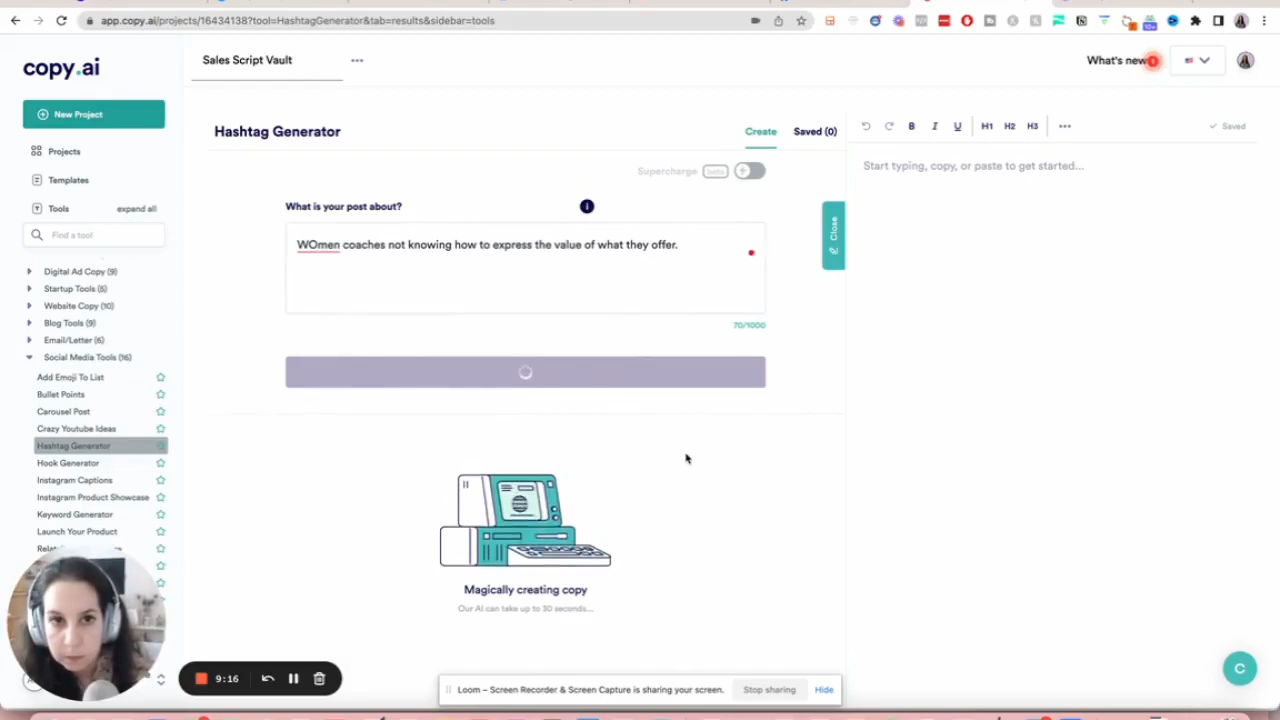 app.copy.ai/projects/16434138?tool=HashtagGenerator&tab=results&sidebar=tools
copy.ai
Sales Script Vault
What's new
1
New Project
Projects
Templates
Tools
expand all
Find a tool
Digital Ad Copy (9)
Startup Tools (5)
Website Copy (10)
Blog Tools (9)
Email/Letter (6)
Social Media Tools (16)
Add Emoji To List
Bullet Points
Carousel Post
Crazy Youtube Ideas
Hashtag Generator
Hook Generator
Instagram Captions
Instagram Product Showcase
Keyword Generator
Launch Your Product
Hashtag Generator
Create
Saved (0)
Supercharge
beta
What is your post about?
WOmen coaches not knowing how to express the value of what they offer.
70/1000
Magically creating copy
Our AI can take up to 30 seconds...
Close
B I U H1 H2 H3
Saved
Start typing, copy, or paste to get started...
9:16
Loom – Screen Recorder & Screen Capture is sharing your screen.
Stop sharing
Hide
C